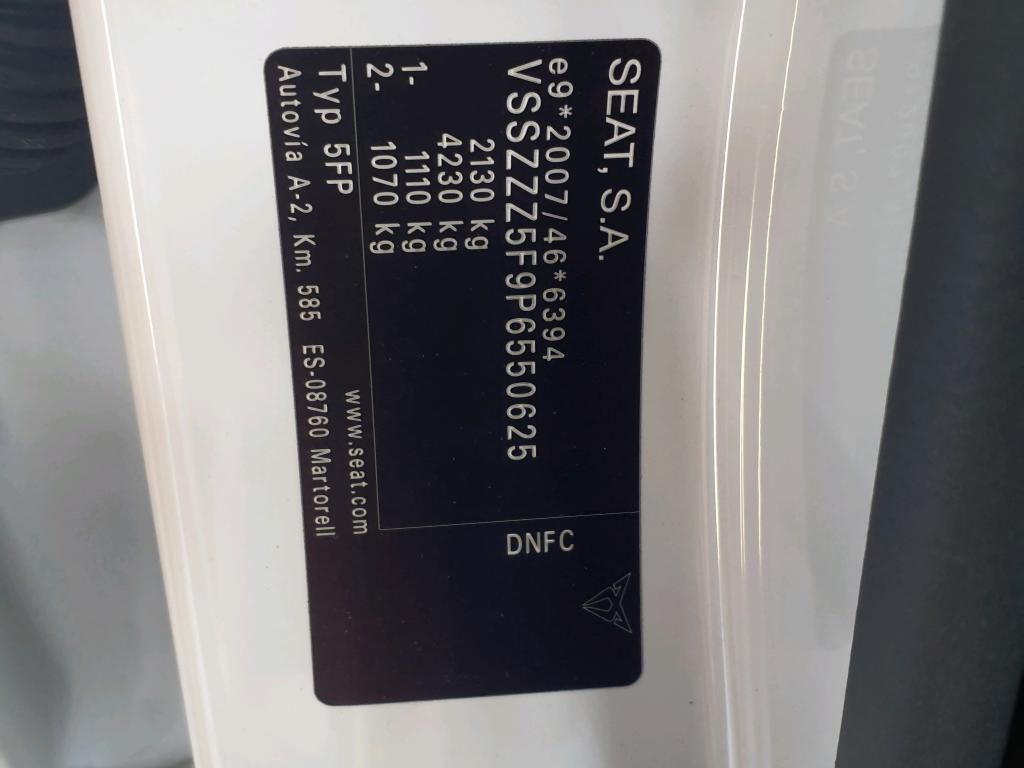 SEAT, S.A.
e9*2007/46*6394
VSSZZZ5F9P6550625
DNFC
2130 kg
4230 kg
1- 1110 kg
2- 1070 kg
Typ 5FP
www.seat.com
Autovía A-2, Km. 585 ES-08760 Martorell